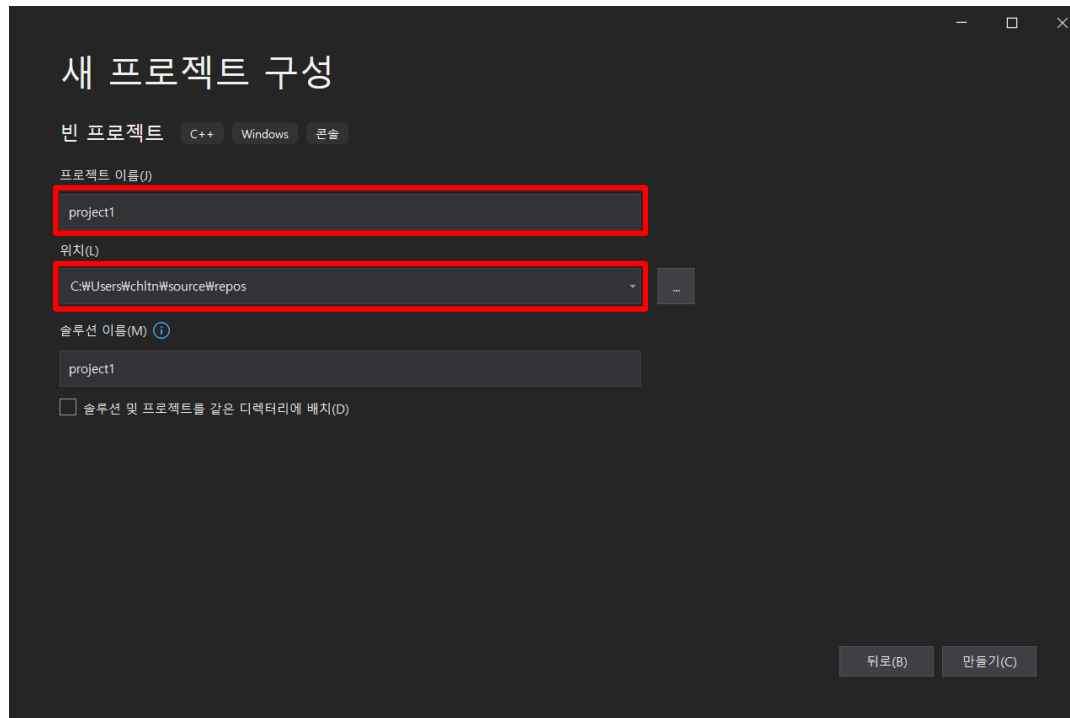 새 프로젝트 구성
빈 프로젝트 C++ Windows 콘솔
프로젝트 이름(J)
project1
위치(L)
C:₩Users₩chltn₩source₩repos
...
솔루션 이름(M)
project1
솔루션 및 프로젝트를 같은 디렉터리에 배치(D)
뒤로(B) 만들기(C)